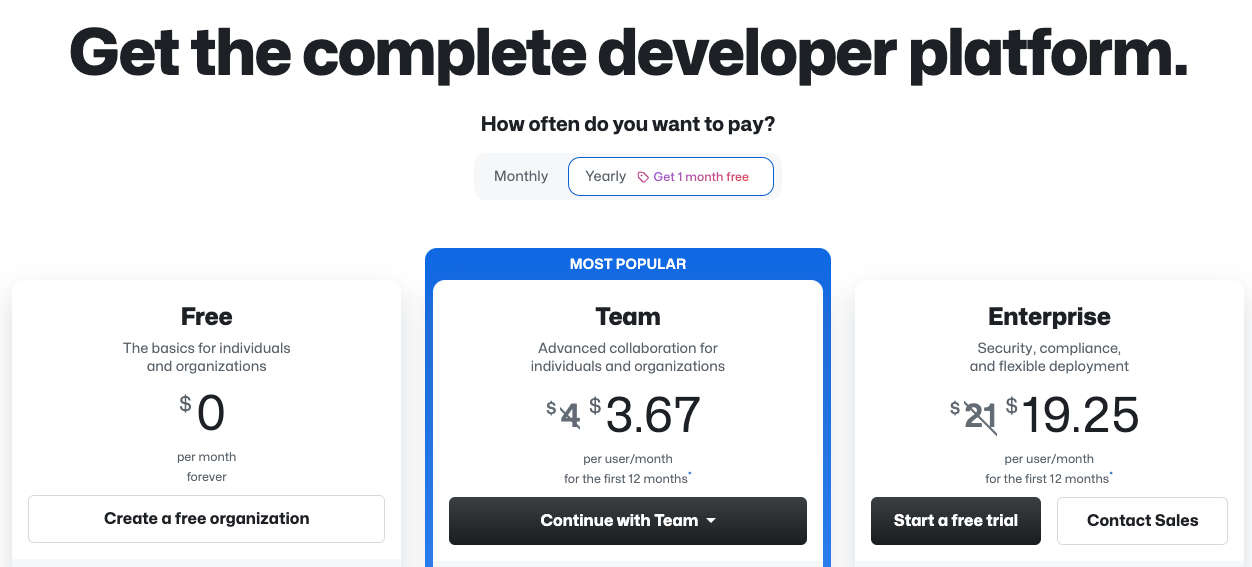 Get the complete developer platform.
How often do you want to pay?
Monthly
Yearly Get 1 month free
MOST POPULAR
Free
The basics for individuals
and organizations
$0
per month
forever
Create a free organization
Team
Advanced collaboration for
individuals and organizations
$4 $3.67
per user/month
for the first 12 months*
Continue with Team
Enterprise
Security, compliance,
and flexible deployment
$21 $19.25
per user/month
for the first 12 months*
Start a free trial
Contact Sales